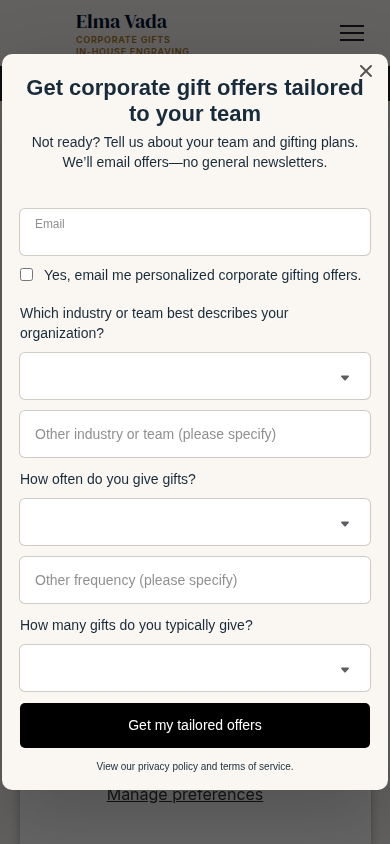 Elma Vada
CORPORATE GIFTS
IN-HOUSE ENGRAVING
Get corporate gift offers tailored
to your team
Not ready? Tell us about your team and gifting plans.
We’ll email offers—no general newsletters.
Email
Yes, email me personalized corporate gifting offers.
Which industry or team best describes your
organization?
Other industry or team (please specify)
How often do you give gifts?
Other frequency (please specify)
How many gifts do you typically give?
Get my tailored offers
View our privacy policy and terms of service.
Manage preferences